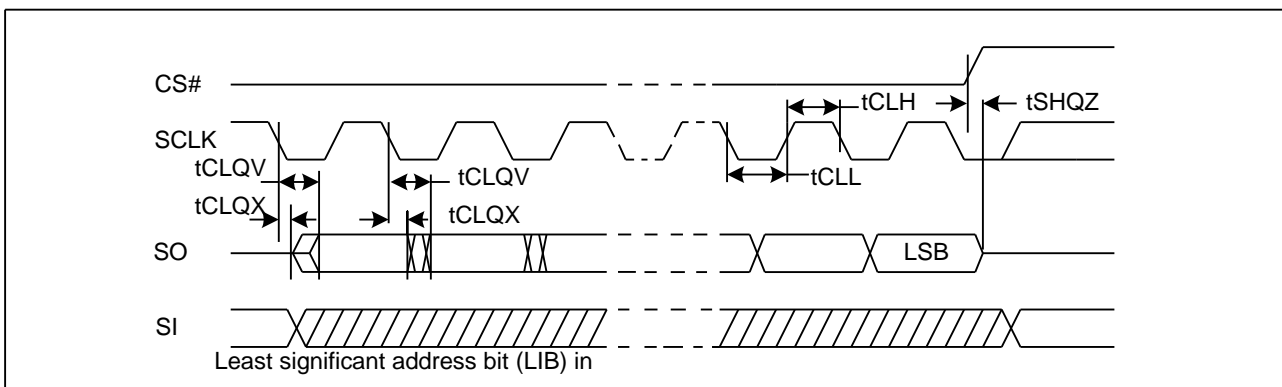 CS#
tCLH
tSHQZ
SCLK
tCLQV
tCLQV
tCLL
tCLQX
tCLQX
SO
LSB
SI
Least significant address bit (LIB) in